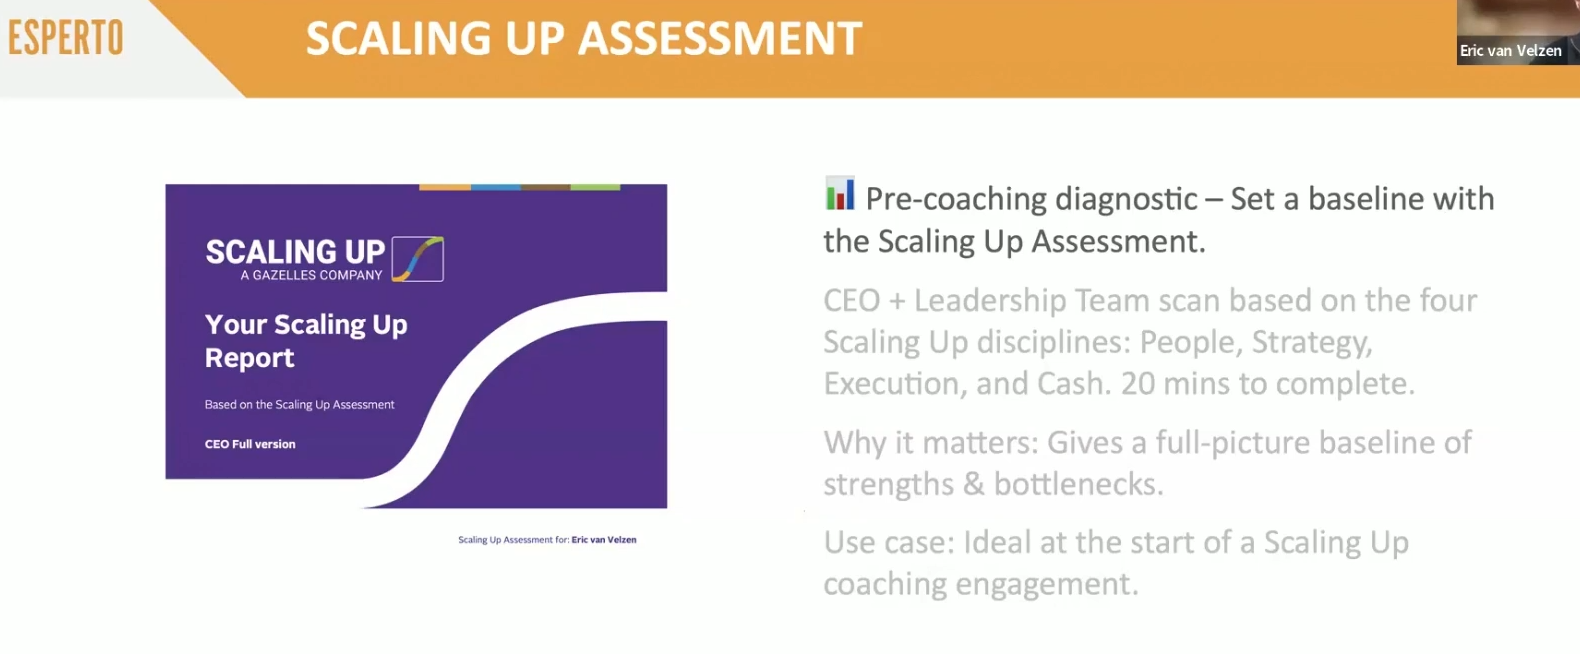 ESPERTO
SCALING UP ASSESSMENT
Eric van Velzen
SCALING UP
A GAZELLES COMPANY
Your Scaling Up
Report
Based on the Scaling Up Assessment
CEO Full version
Scaling Up Assessment for: Eric van Velzen
Pre-coaching diagnostic – Set a baseline with
the Scaling Up Assessment.
CEO + Leadership Team scan based on the four
Scaling Up disciplines: People, Strategy,
Execution, and Cash. 20 mins to complete.
Why it matters: Gives a full-picture baseline of
strengths & bottlenecks.
Use case: Ideal at the start of a Scaling Up
coaching engagement.